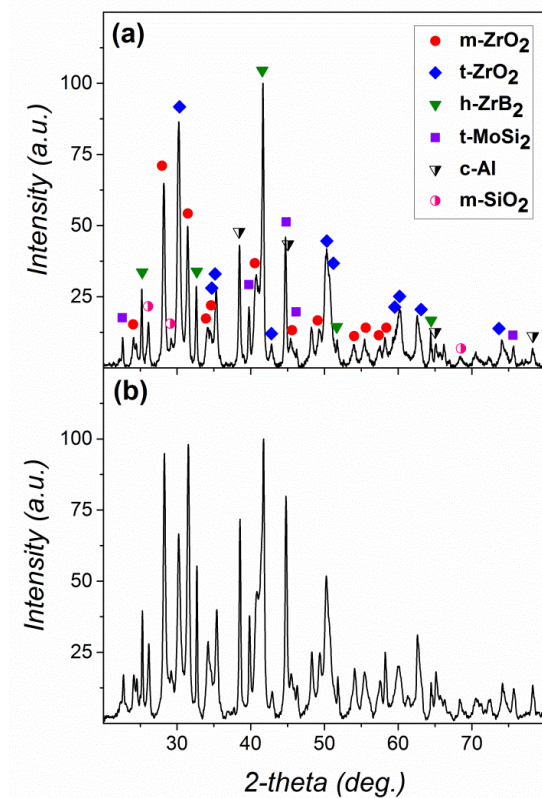 (a)
m-ZrO2
t-ZrO2
h-ZrB2
t-MoSi2
c-Al
m-SiO2
Intensity (a.u.)
100
75
50
25
(b)
Intensity (a.u.)
100
75
50
25
30 40 50 60 70
2-theta (deg.)